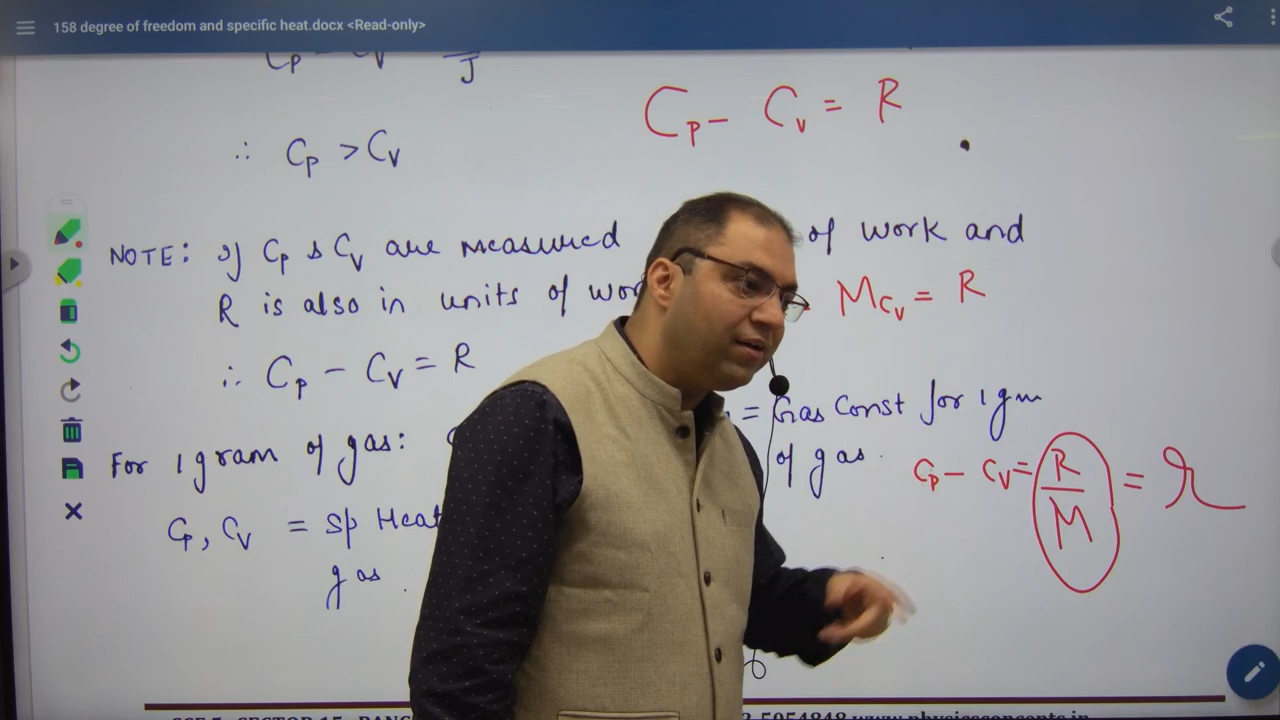 158 degree of freedom and specific heat.docx <Read-only>
J
Cp - Cv = R
∴ Cp > Cv
NOTE: If Cp & Cv are measured of work and
R is also in units of wor
MCv = R
∴ Cp - Cv = R
= Gas Const for 1 gm
of gas.
For 1 gram of gas:
Cp - Cv = R/M = r
Cp, Cv = sp Heat
gas.